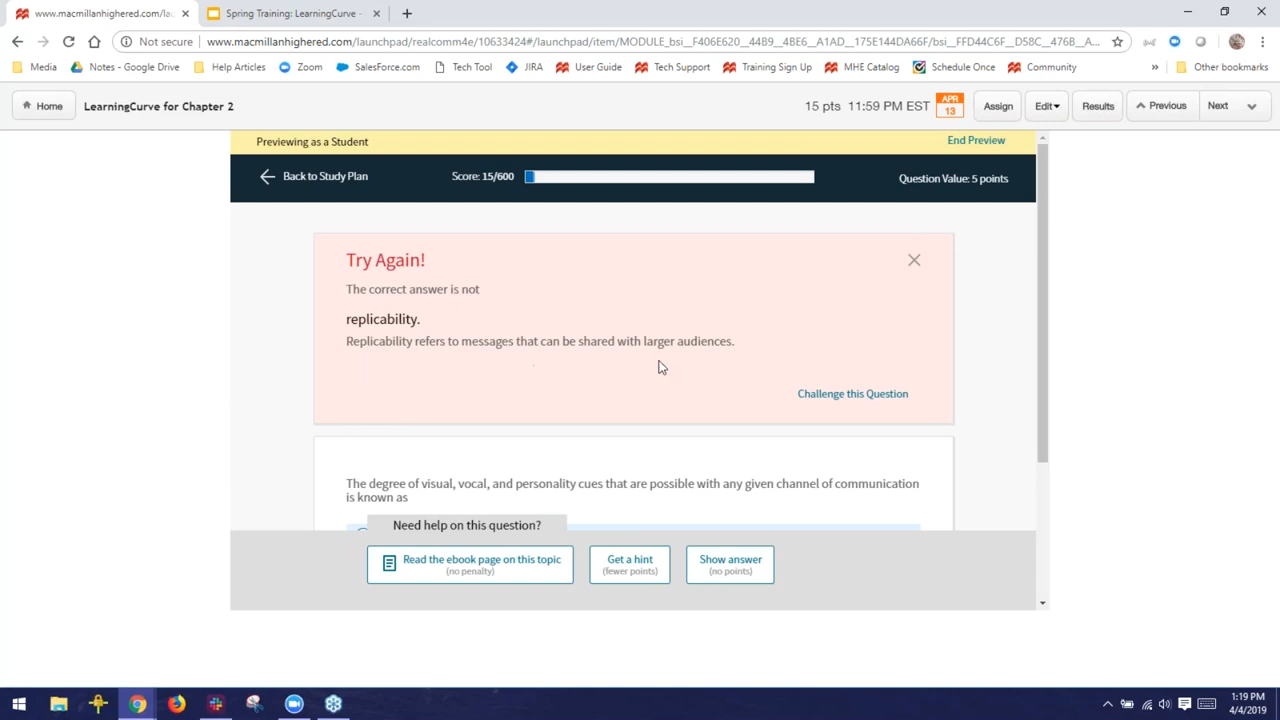 www.macmillanhighered.com/lau
Spring Training: LearningCurve -
Not secure
www.macmillanhighered.com/launchpad/realcomm4e/10633424#/launchpad/item/MODULE_bsi__F406E620__44B9__4BE6__A1AD__175E144DA66F/bsi__FFD44C6F__D58C__476B__A...
Media
Notes - Google Drive
Help Articles
Zoom
SalesForce.com
Tech Tool
JIRA
User Guide
Tech Support
Training Sign Up
MHE Catalog
Schedule Once
Community
»
Other bookmarks
Home
LearningCurve for Chapter 2
15 pts 11:59 PM EST
APR
13
Assign
Edit
Results
Previous
Next
Previewing as a Student
End Preview
Back to Study Plan
Score: 15/600
Question Value: 5 points
Try Again!
The correct answer is not
replicability.
Replicability refers to messages that can be shared with larger audiences.
Challenge this Question
The degree of visual, vocal, and personality cues that are possible with any given channel of communication
is known as
Need help on this question?
Read the ebook page on this topic
(no penalty)
Get a hint
(fewer points)
Show answer
(no points)
1:19 PM
4/4/2019